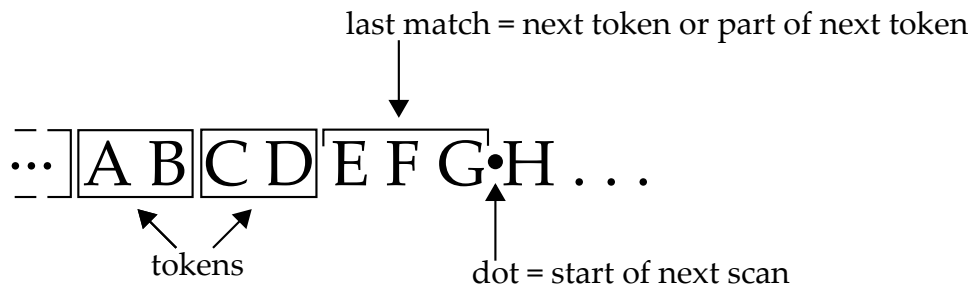 last match = next token or part of next token
... A B C D E F G•H . . .
tokens
dot = start of next scan